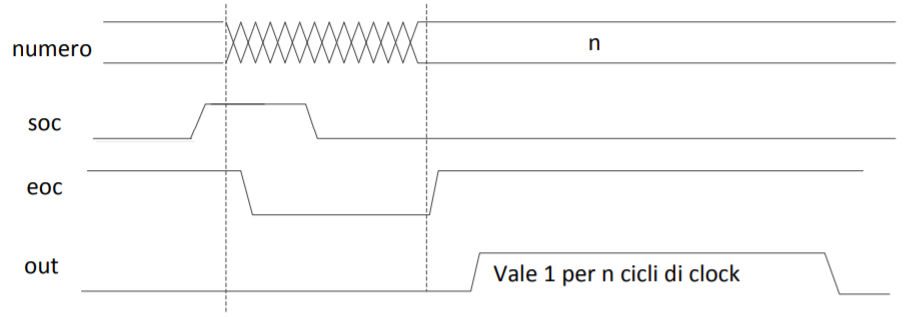 numero
n
soc
eoc
out
Vale 1 per n cicli di clock